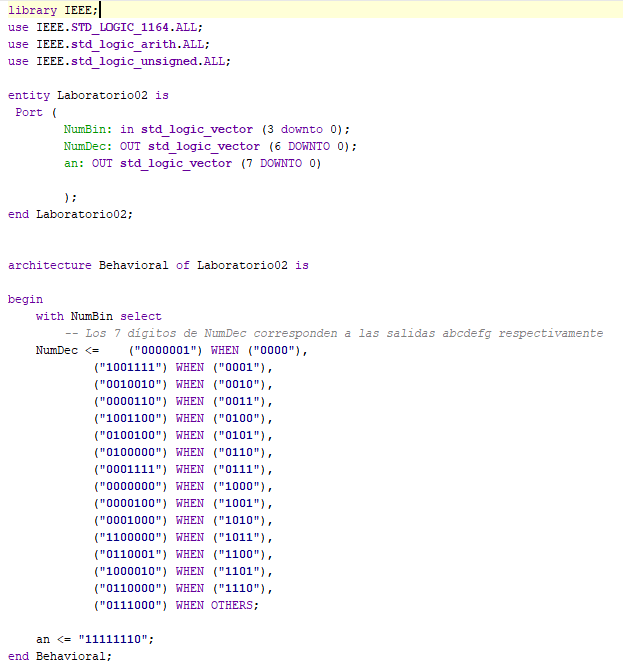 library IEEE;
use IEEE.STD_LOGIC_1164.ALL;
use IEEE.std_logic_arith.ALL;
use IEEE.std_logic_unsigned.ALL;
entity Laboratorio02 is
Port (
NumBin: in std_logic_vector (3 downto 0);
NumDec: OUT std_logic_vector (6 DOWNTO 0);
an: OUT std_logic_vector (7 DOWNTO 0)
);
end Laboratorio02;
architecture Behavioral of Laboratorio02 is
begin
with NumBin select
-- Los 7 dígitos de NumDec corresponden a las salidas abcdefg respectivamente
NumDec <= ("0000001") WHEN ("0000"),
("1001111") WHEN ("0001"),
("0010010") WHEN ("0010"),
("0000110") WHEN ("0011"),
("1001100") WHEN ("0100"),
("0100100") WHEN ("0101"),
("0100000") WHEN ("0110"),
("0001111") WHEN ("0111"),
("0000000") WHEN ("1000"),
("0000100") WHEN ("1001"),
("0001000") WHEN ("1010"),
("1100000") WHEN ("1011"),
("0110001") WHEN ("1100"),
("1000010") WHEN ("1101"),
("0110000") WHEN ("1110"),
("0111000") WHEN OTHERS;
an <= "11111110";
end Behavioral;